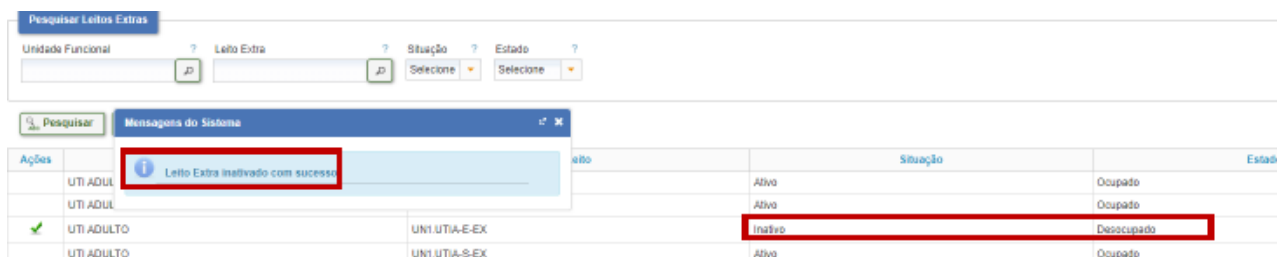 Pesquisar Leitos Extras
Unidade Funcional ? Leito Extra ? Situação ? Estado ?
Selecione Selecione
Pesquisar Mensagens do Sistema
Ações eito Situação Estado
Leito Extra inativado com sucesso
UTI ADUL Ativo Ocupado
UTI ADUL Ativo Ocupado
UTI ADULTO UN1.UTIA-E-EX Inativo Desocupado
UTI ADULTO UN1.UTIA-S-EX Ativo Ocupado